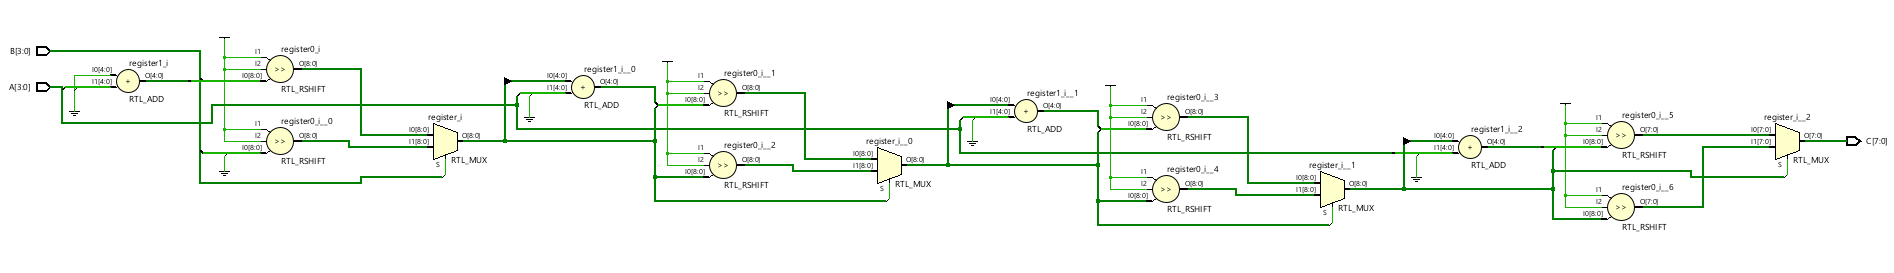 B[3:0]
A[3:0]
register1_i
I0[4:0]
I1[4:0]
O[4:0]
+
RTL_ADD
register0_i
I1
I2
I0[8:0]
O[8:0]
>>
RTL_RSHIFT
register0_i__0
I1
I2
I0[8:0]
O[8:0]
>>
RTL_RSHIFT
register_i
I0[8:0]
I1[8:0]
S
O[8:0]
RTL_MUX
register1_i__0
I0[4:0]
I1[4:0]
O[4:0]
+
RTL_ADD
register0_i__1
I1
I2
I0[8:0]
O[8:0]
>>
RTL_RSHIFT
register0_i__2
I1
I2
I0[8:0]
O[8:0]
>>
RTL_RSHIFT
register_i__0
I0[8:0]
I1[8:0]
S
O[8:0]
RTL_MUX
register1_i__1
I0[4:0]
I1[4:0]
O[4:0]
+
RTL_ADD
register0_i__3
I1
I2
I0[8:0]
O[8:0]
>>
RTL_RSHIFT
register0_i__4
I1
I2
I0[8:0]
O[8:0]
>>
RTL_RSHIFT
register_i__1
I0[8:0]
I1[8:0]
S
O[8:0]
RTL_MUX
register1_i__2
I0[4:0]
I1[4:0]
O[4:0]
+
RTL_ADD
register0_i__5
I1
I2
I0[8:0]
O[7:0]
>>
RTL_RSHIFT
register0_i__6
I1
I2
I0[8:0]
O[7:0]
>>
RTL_RSHIFT
register_i__2
I0[7:0]
I1[7:0]
S
O[7:0]
RTL_MUX
C[7:0]